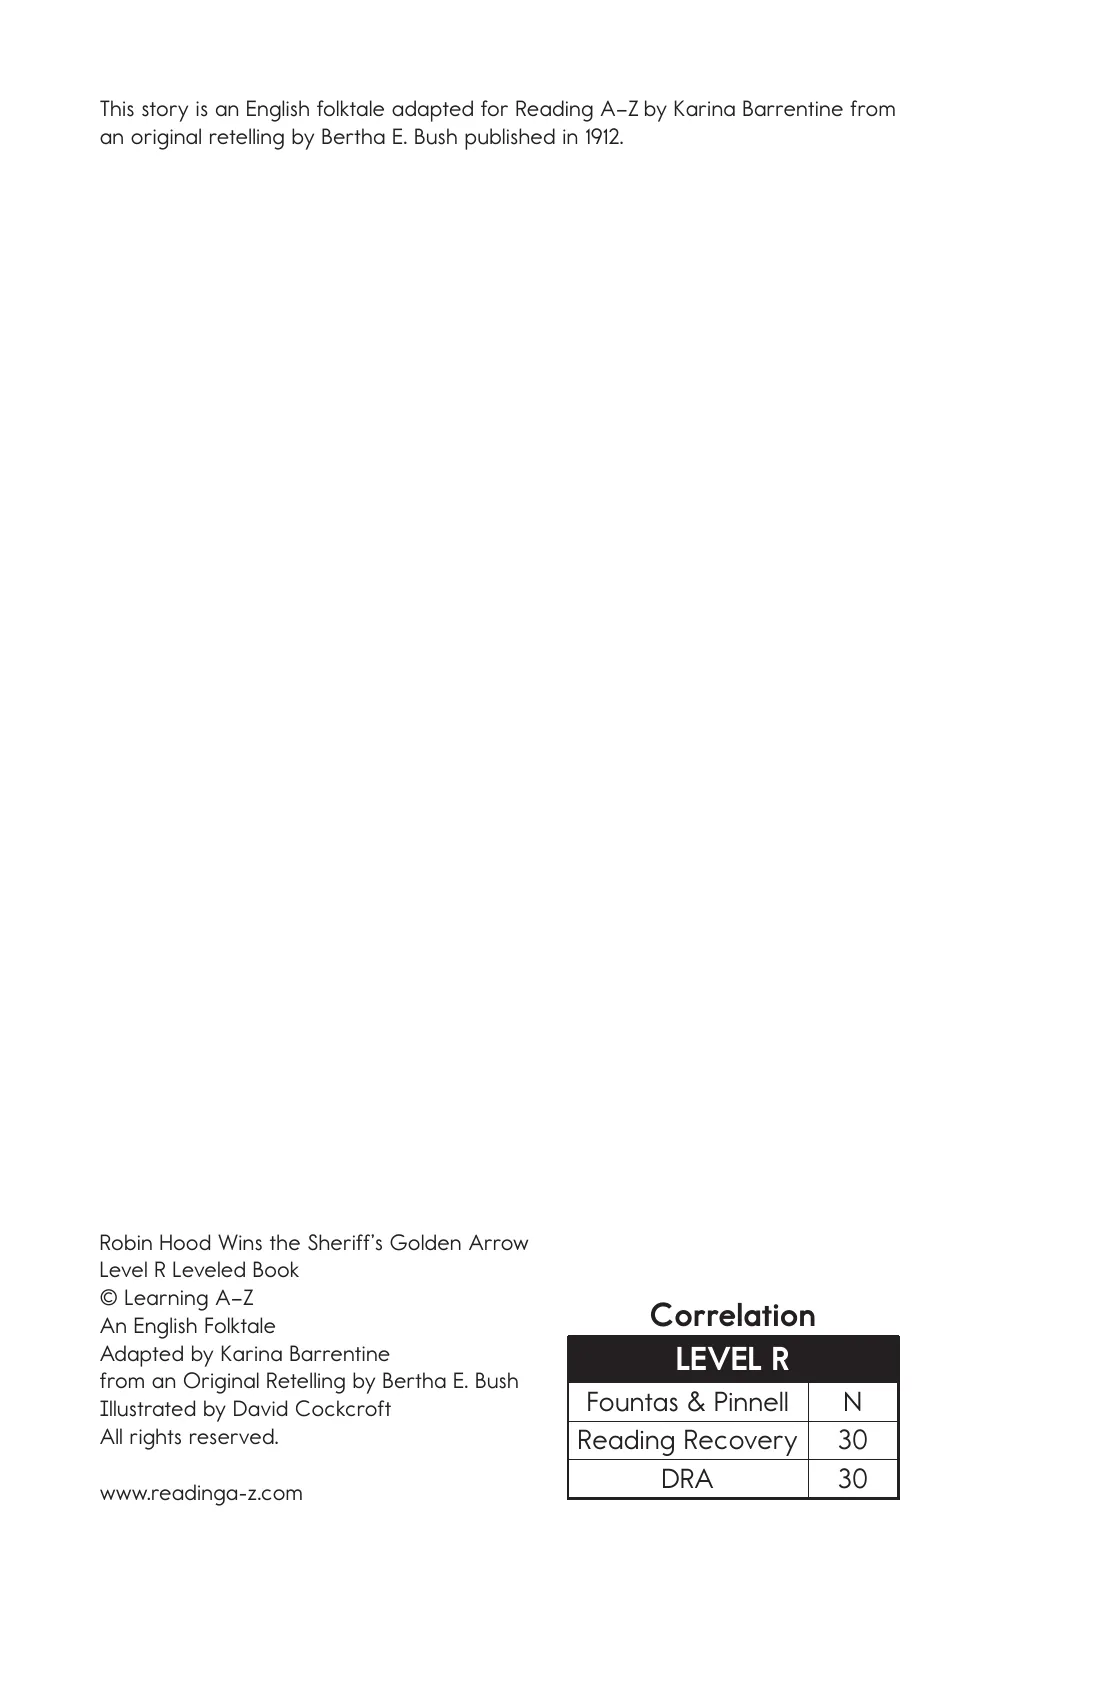 This story is an English folktale adapted for Reading A–Z by Karina Barrentine from
an original retelling by Bertha E. Bush published in 1912.
Robin Hood Wins the Sheriff’s Golden Arrow
Level R Leveled Book
© Learning A–Z
An English Folktale
Adapted by Karina Barrentine
from an Original Retelling by Bertha E. Bush
Illustrated by David Cockcroft
All rights reserved.
www.readinga-z.com
Correlation
LEVEL R
Fountas & Pinnell N
Reading Recovery 30
DRA 30